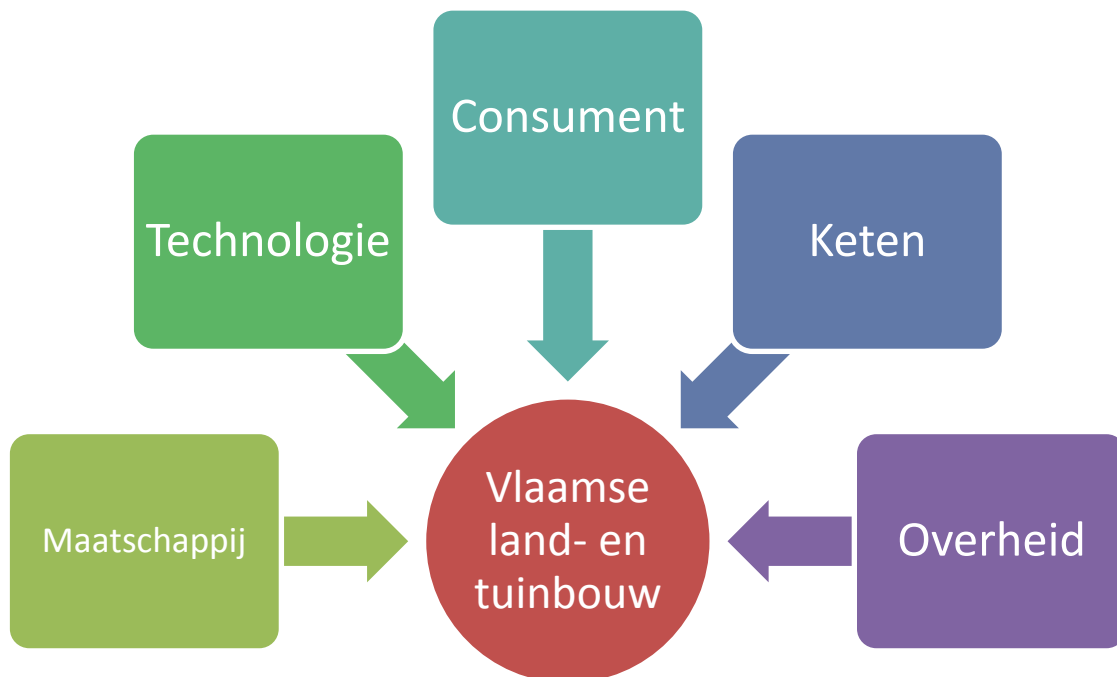 Consument
Technologie
Keten
Maatschappij
Vlaamse
land- en
tuinbouw
Overheid